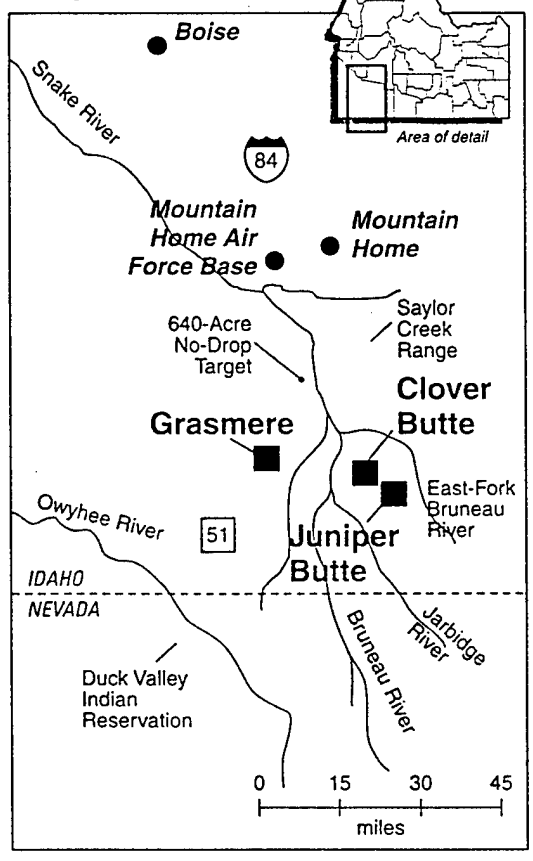 Boise
Area of detail
Snake River
84
Mountain
Home Air
Force Base
Mountain
Home
640-Acre
No-Drop
Target
Saylor
Creek
Range
Clover
Butte
Grasmere
East-Fork
Bruneau
River
Owyhee River
51
Juniper
Butte
IDAHO
NEVADA
Jarbidge
River
Bruneau River
Duck Valley
Indian
Reservation
0 15 30 45
miles